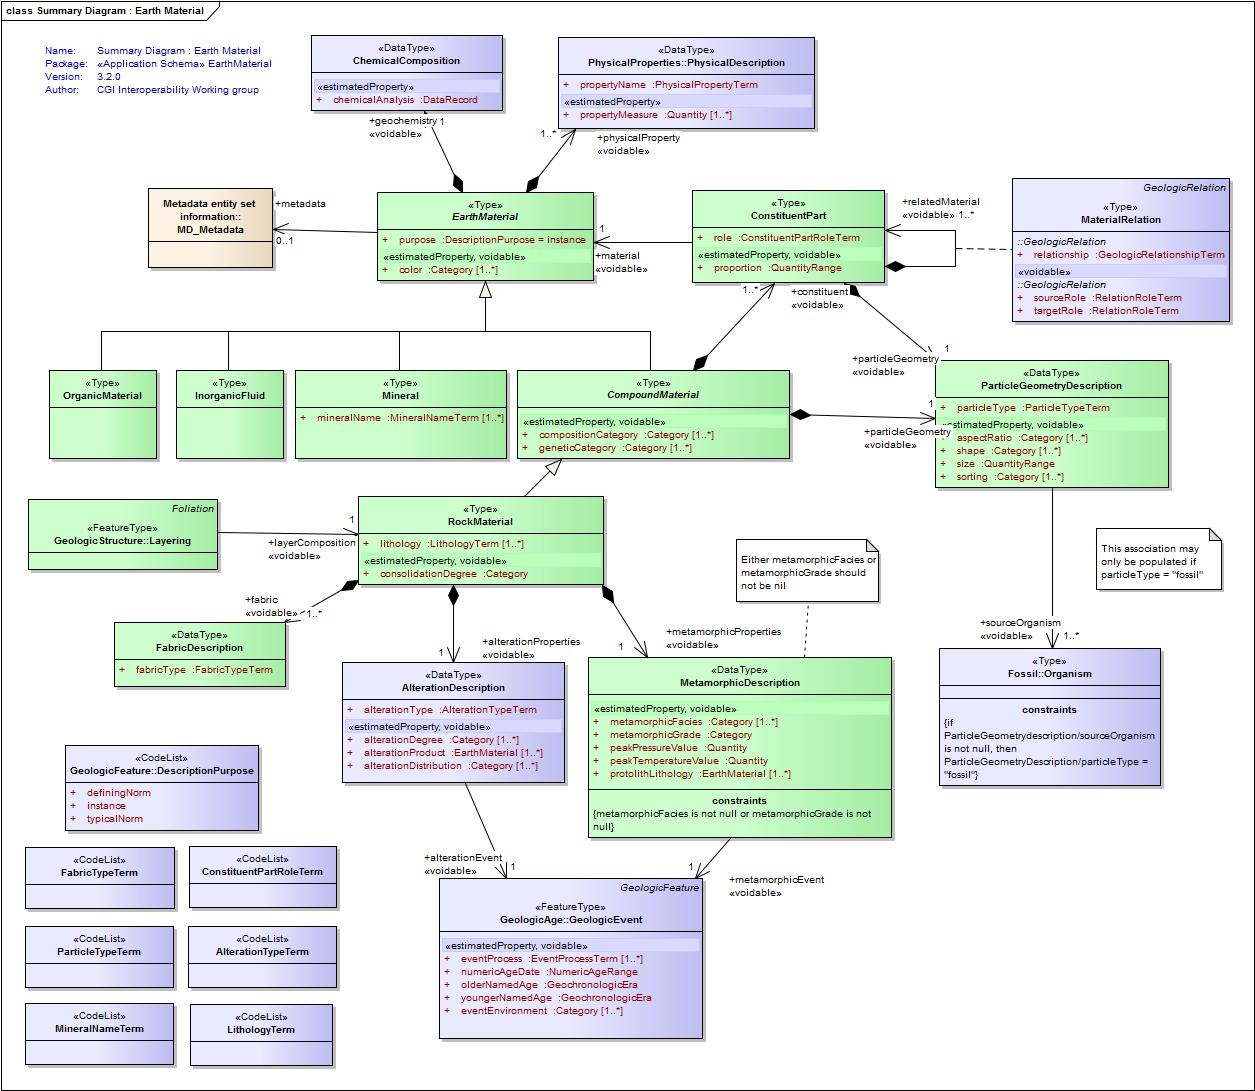 class Summary Diagram : Earth Material
Name: Summary Diagram : Earth Material
Package: «Application Schema» EarthMaterial
Version: 3.2.0
Author: CGI Interoperability Working group
«DataType»
ChemicalComposition
«estimatedProperty»
+ chemicalAnalysis :DataRecord
«DataType»
PhysicalProperties::PhysicalDescription
+ propertyName :PhysicalPropertyTerm
«estimatedProperty»
+ propertyMeasure :Quantity [1..*]
+geochemistry 1
«voidable»
1..*
+physicalProperty
«voidable»
Metadata entity set
information::
MD_Metadata
+metadata
0..1
«Type»
EarthMaterial
+ purpose :DescriptionPurpose = instance
«estimatedProperty, voidable»
+ color :Category [1..*]
1
+material
«voidable»
«Type»
ConstituentPart
+ role :ConstituentPartRoleTerm
«estimatedProperty, voidable»
+ proportion :QuantityRange
+relatedMaterial
«voidable» 1..*
GeologicRelation
«Type»
MaterialRelation
::GeologicRelation
+ relationship :GeologicRelationshipTerm
«voidable»
::GeologicRelation
+ sourceRole :RelationRoleTerm
+ targetRole :RelationRoleTerm
1..*
+constituent
«voidable»
1
+particleGeometry
«voidable»
«Type»
OrganicMaterial
«Type»
InorganicFluid
«Type»
Mineral
+ mineralName :MineralNameTerm [1..*]
«Type»
CompoundMaterial
«estimatedProperty, voidable»
+ compositionCategory :Category [1..*]
+ geneticCategory :Category [1..*]
1
+particleGeometry
«voidable»
«DataType»
ParticleGeometryDescription
+ particleType :ParticleTypeTerm
«estimatedProperty, voidable»
+ aspectRatio :Category [1..*]
+ shape :Category [1..*]
+ size :QuantityRange
+ sorting :Category [1..*]
Foliation
«FeatureType»
GeologicStructure::Layering
1
+layerComposition
«voidable»
«Type»
RockMaterial
+ lithology :LithologyTerm [1..*]
«estimatedProperty, voidable»
+ consolidationDegree :Category
Either metamorphicFacies or
metamorphicGrade should
not be nil
This association may
only be populated if
particleType = "fossil"
+fabric
«voidable» 1..*
«DataType»
FabricDescription
+ fabricType :FabricTypeTerm
1
+alterationProperties
«voidable»
1
+metamorphicProperties
«voidable»
+sourceOrganism
«voidable» 1..*
«DataType»
AlterationDescription
+ alterationType :AlterationTypeTerm
«estimatedProperty, voidable»
+ alterationDegree :Category [1..*]
+ alterationProduct :EarthMaterial [1..*]
+ alterationDistribution :Category [1..*]
«DataType»
MetamorphicDescription
«estimatedProperty, voidable»
+ metamorphicFacies :Category [1..*]
+ metamorphicGrade :Category
+ peakPressureValue :Quantity
+ peakTemperatureValue :Quantity
+ protolithLithology :EarthMaterial [1..*]
constraints
{metamorphicFacies is not null or metamorphicGrade is not
null}
«Type»
Fossil::Organism
constraints
{if
ParticleGeometrydescription/sourceOrganism
is not null, then
ParticleGeometryDescription/particleType =
"fossil"}
«CodeList»
GeologicFeature::DescriptionPurpose
+ definingNorm
+ instance
+ typicalNorm
«CodeList»
FabricTypeTerm
«CodeList»
ConstituentPartRoleTerm
«CodeList»
ParticleTypeTerm
«CodeList»
AlterationTypeTerm
«CodeList»
MineralNameTerm
«CodeList»
LithologyTerm
+alterationEvent
«voidable»
1
1
+metamorphicEvent
«voidable»
GeologicFeature
«FeatureType»
GeologicAge::GeologicEvent
«estimatedProperty, voidable»
+ eventProcess :EventProcessTerm [1..*]
+ numericAgeDate :NumericAgeRange
+ olderNamedAge :GeochronologicEra
+ youngerNamedAge :GeochronologicEra
+ eventEnvironment :Category [1..*]